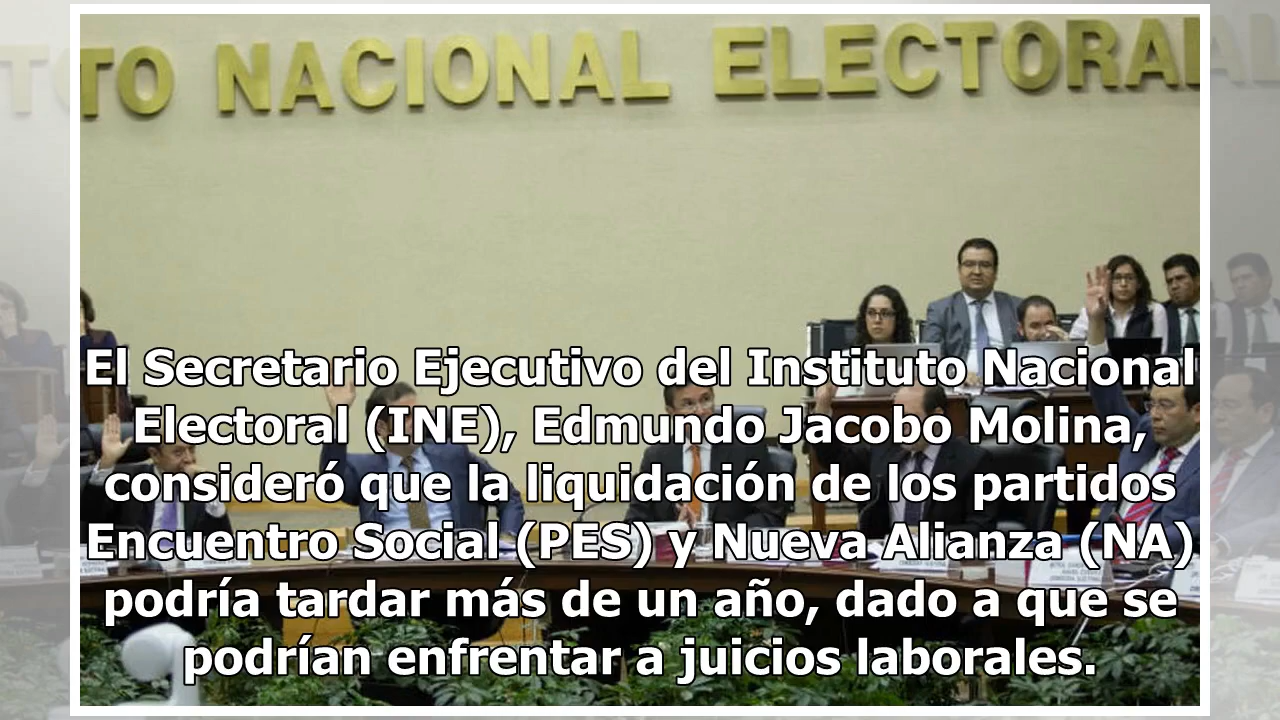 TO NACIONAL ELECTORAL
El Secretario Ejecutivo del Instituto Nacional
Electoral (INE), Edmundo Jacobo Molina,
consideró que la liquidación de los partidos
Encuentro Social (PES) y Nueva Alianza (NA)
podría tardar más de un año, dado a que se
podrían enfrentar a juicios laborales.